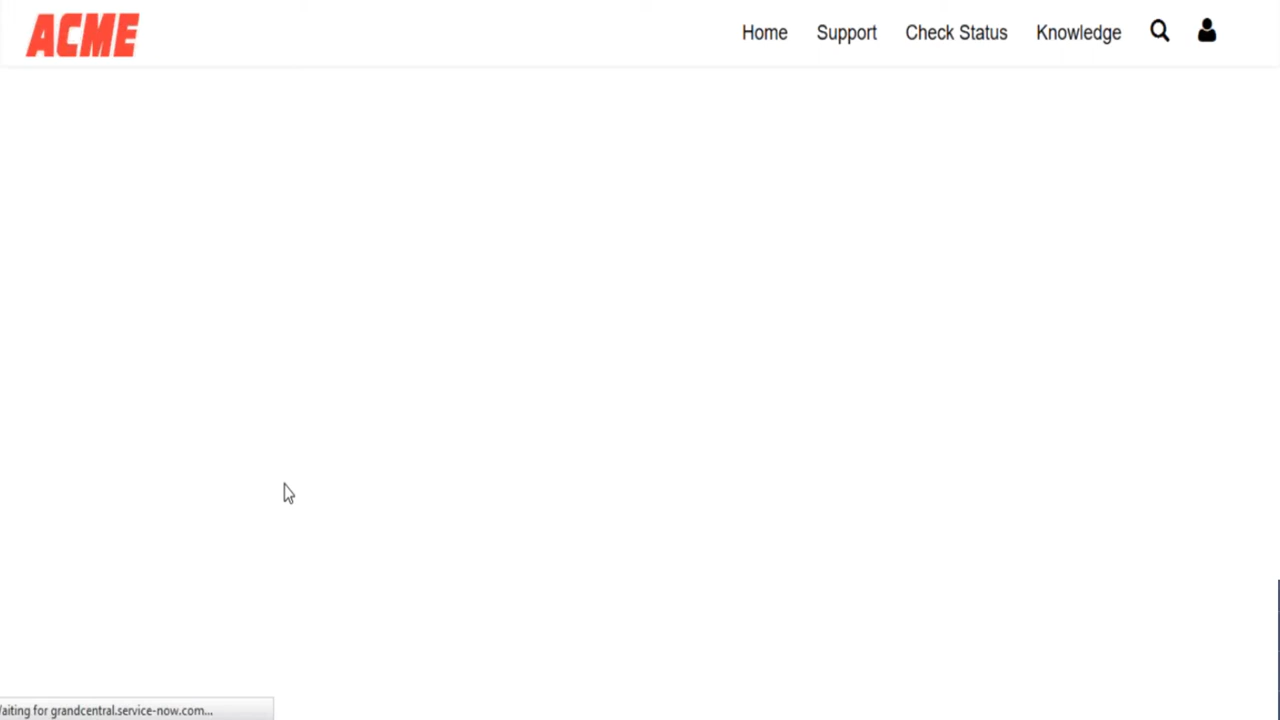 ACME
Home Support Check Status Knowledge
aiting for grandcentral.service-now.com...